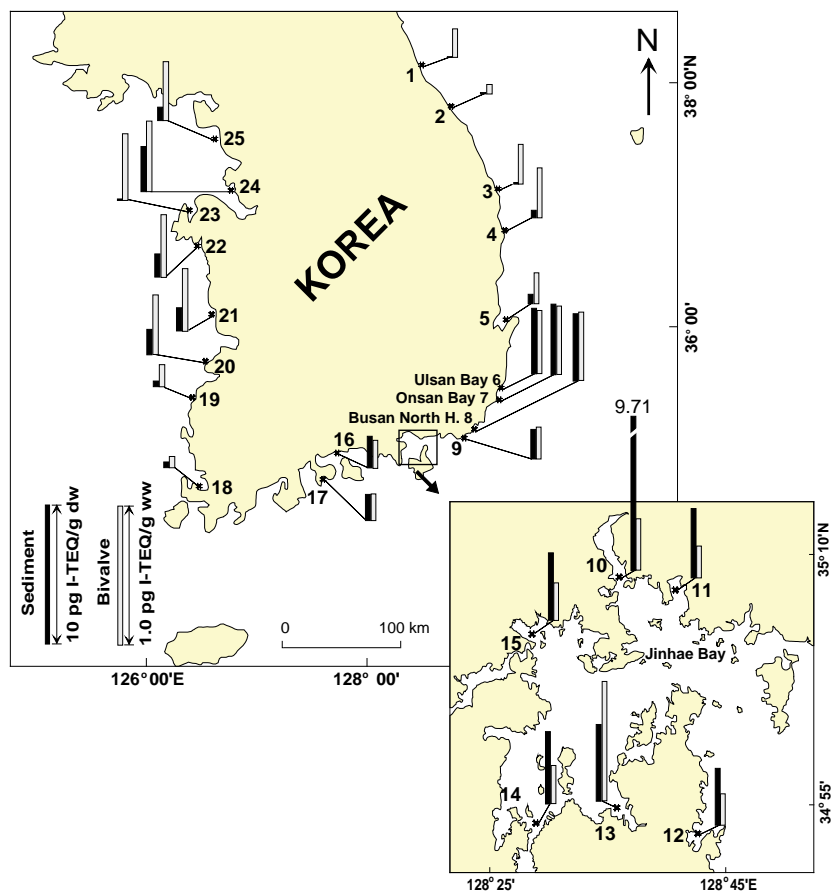 N
38° 00'N
1
2
25
24
3
23
KOREA
4
22
21
5
36° 00'
20
Ulsan Bay 6
19
Onsan Bay 7
Busan North H. 8
9.71
16
9
18
17
Sediment
10 pg I-TEQ/g dw
Bivalve
1.0 pg I-TEQ/g ww
35° 10'N
10
11
0
100 km
15
Jinhae Bay
126° 00'E
128° 00'
14
34° 55'
13
12
128° 25'
128° 45'E